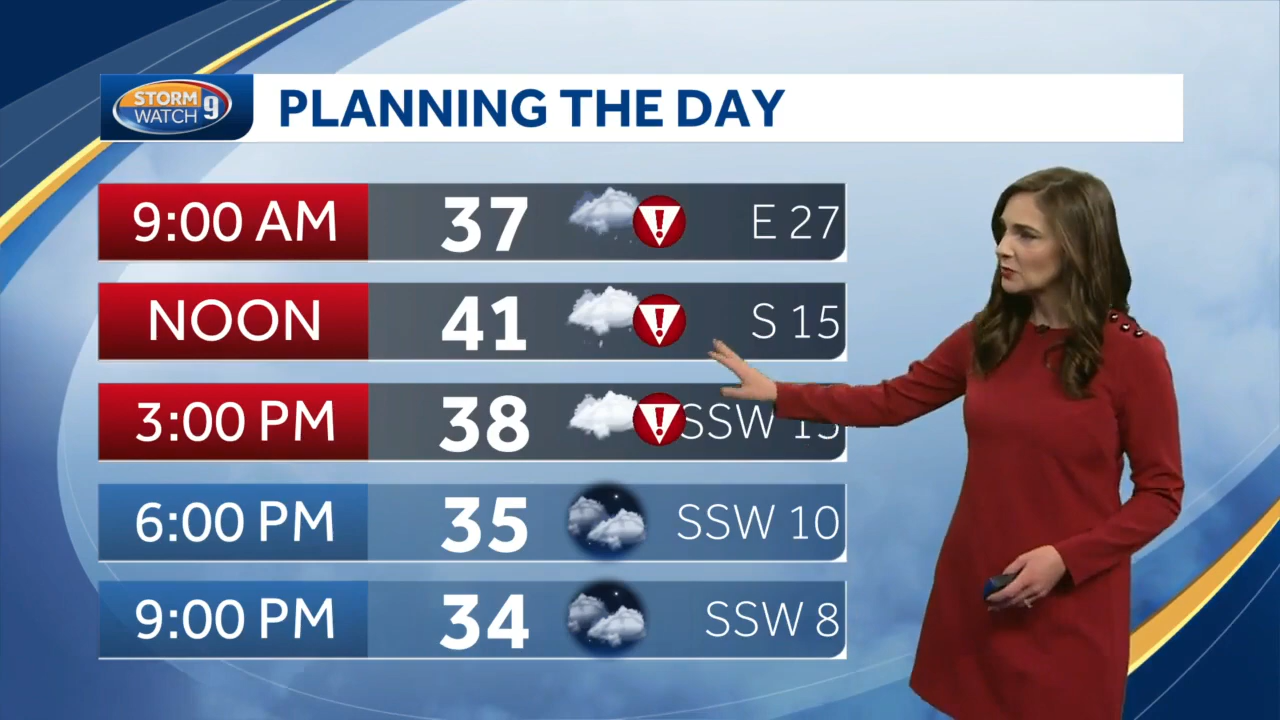 STORM
WATCH 9
PLANNING THE DAY
9:00 AM 37 ! E 27
NOON 41 ! S 15
3:00 PM 38 ! SSW 15
6:00 PM 35 SSW 10
9:00 PM 34 SSW 8